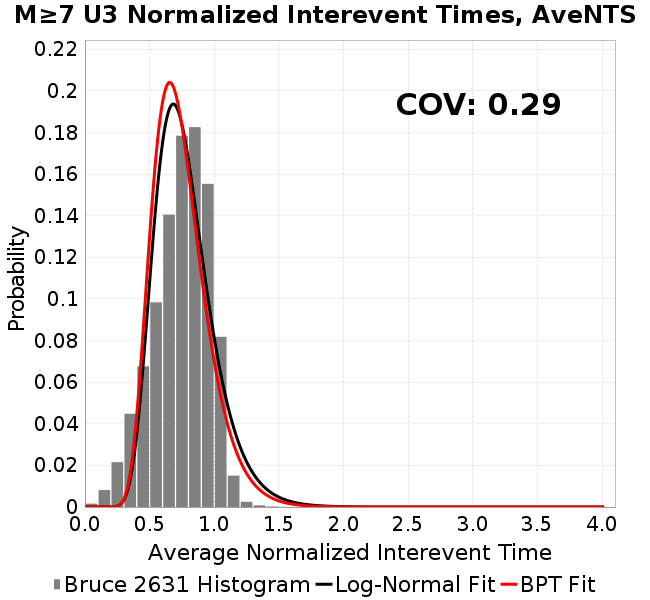 M≥7 U3 Normalized Interevent Times, AveNTS
COV: 0.29
Probability
0.22
0.2
0.18
0.16
0.14
0.12
0.1
0.08
0.06
0.04
0.02
0
0.0 0.5 1.0 1.5 2.0 2.5 3.0 3.5 4.0
Average Normalized Interevent Time
Bruce 2631 Histogram Log-Normal Fit BPT Fit